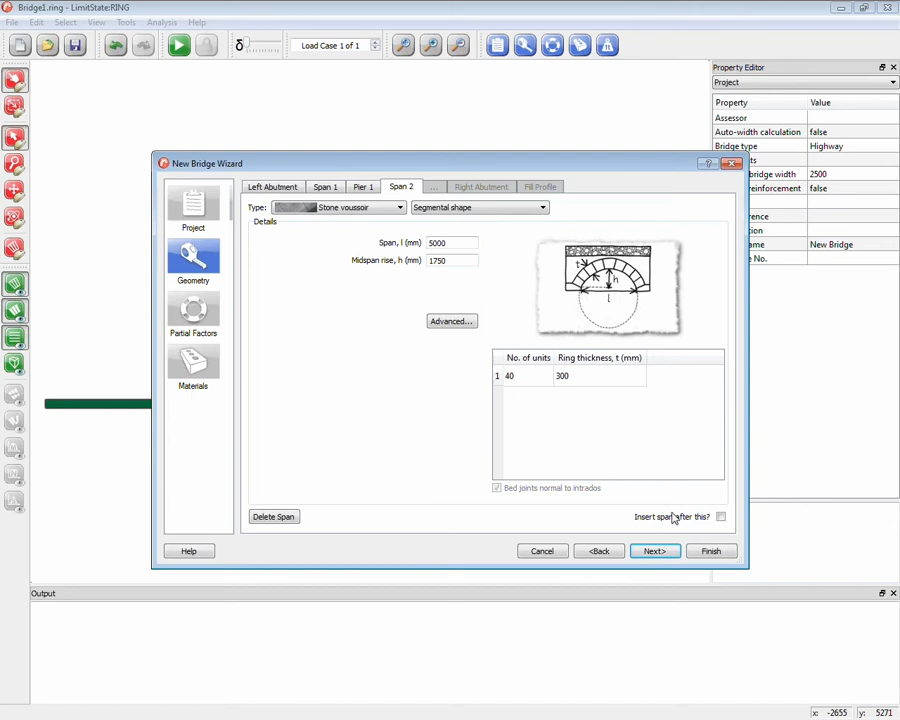 Bridge1.ring - LimitState:RING
File Edit Select View Tools Analysis Help
δ Load Case 1 of 1
Property Editor
Project
Property Value
Assessor
Auto-width calculation false
Bridge type Highway
bridge width 2500
reinforcement false
New Bridge
New Bridge Wizard
Left Abutment Span 1 Pier 1 Span 2 ... Right Abutment Fill Profile
Type: Stone voussoir Segmental shape
Details
Span, l (mm) 5000
Midspan rise, h (mm) 1750
t h l
Advanced...
No. of units Ring thickness, t (mm)
1 40 300
Bed joints normal to intrados
Delete Span Insert span after this?
Project
Geometry
Partial Factors
Materials
Help Cancel <Back Next> Finish
Output
x: -2655 y: 5271